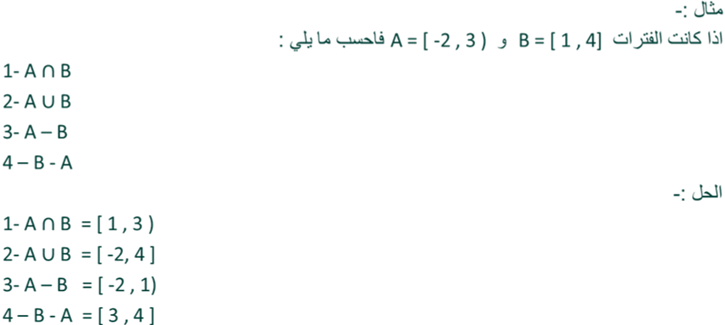 مثال :-
اذا كانت الفترات A = [ -2 , 3 ) و B = [ 1 , 4] فاحسب ما يلي :
1- A ∩ B
2- A ∪ B
3- A – B
4 – B - A
الحل :-
1- A ∩ B = [ 1 , 3 )
2- A ∪ B = [ -2, 4 ]
3- A – B = [ -2 , 1)
4 – B - A = [ 3 , 4 ]